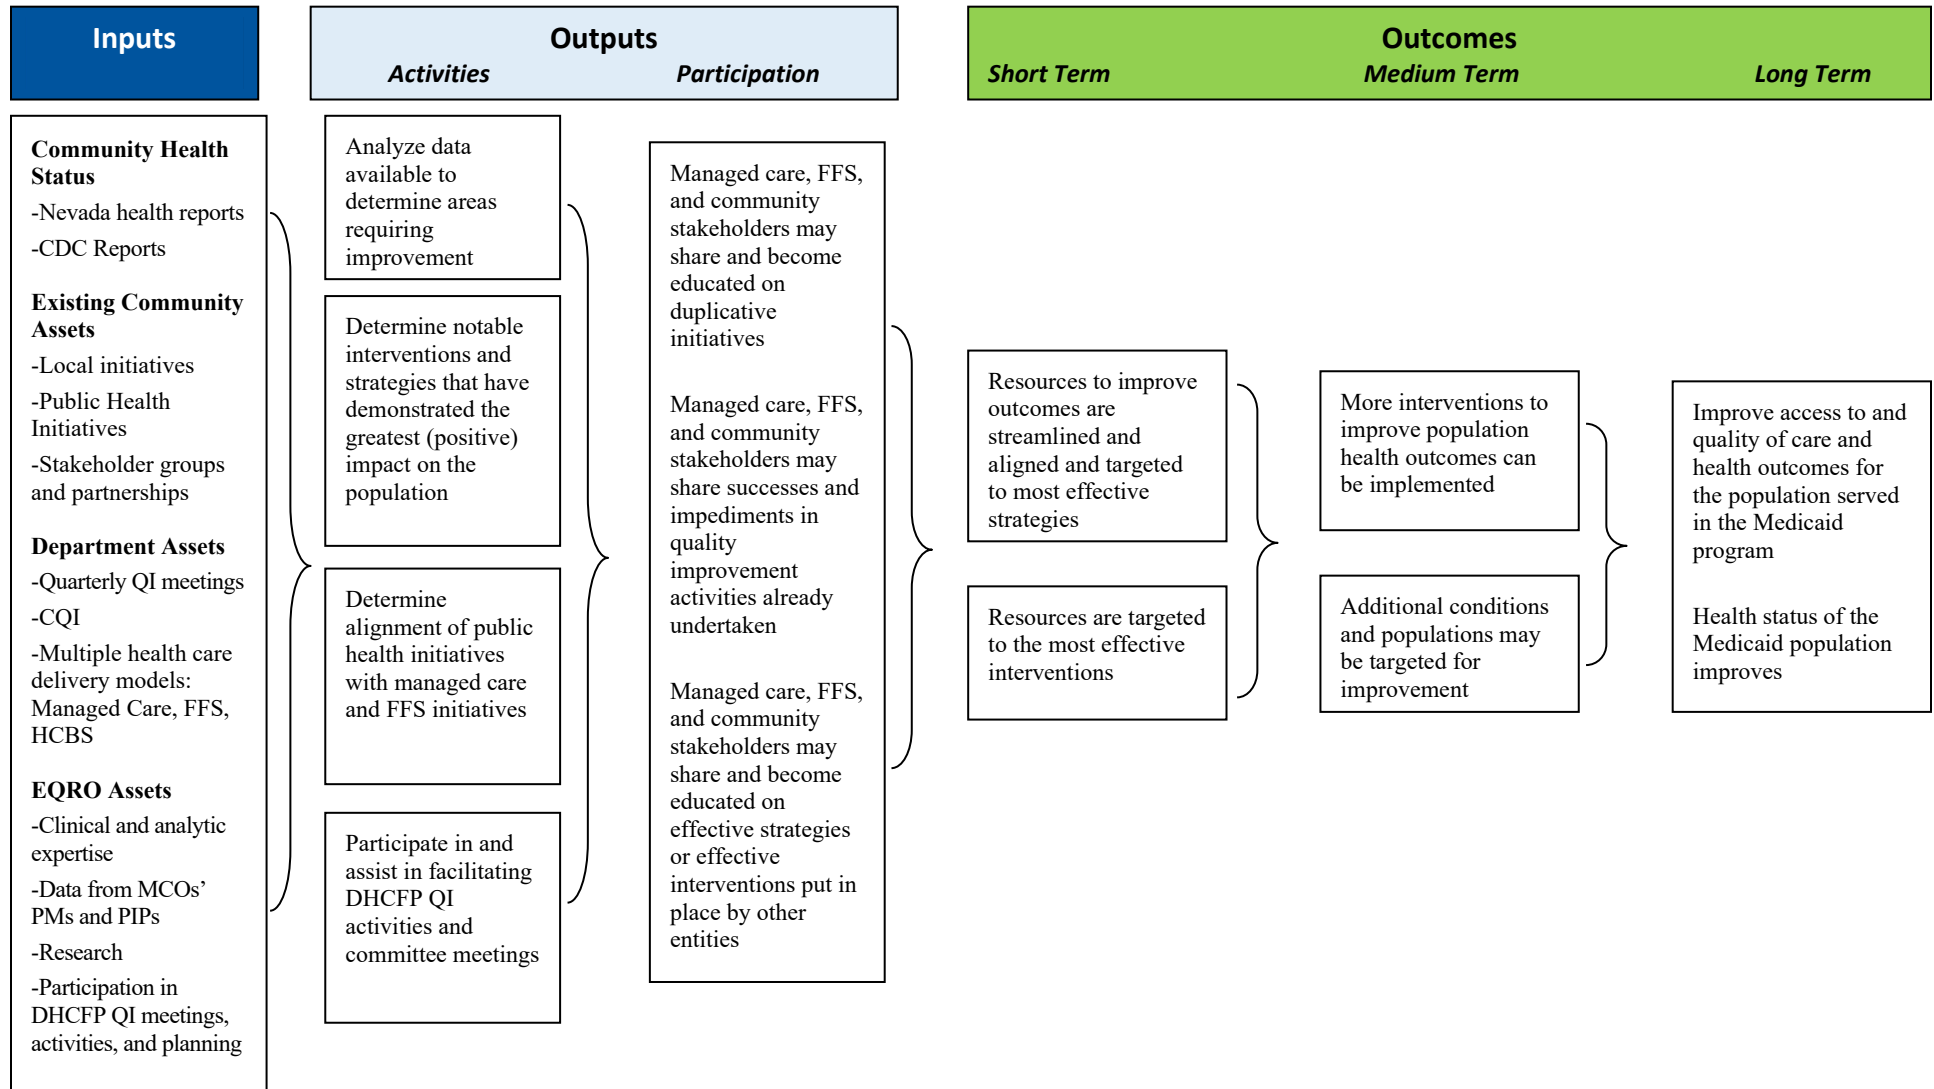 Inputs
Outputs
Activities
Participation
Outcomes
Short Term
Medium Term
Long Term
Community Health
Status
-Nevada health reports
-CDC Reports
Existing Community
Assets
-Local initiatives
-Public Health
Initiatives
-Stakeholder groups
and partnerships
Department Assets
-Quarterly QI meetings
-CQI
-Multiple health care
delivery models:
Managed Care, FFS,
HCBS
EQRO Assets
-Clinical and analytic
expertise
-Data from MCOs’
PMs and PIPs
-Research
-Participation in
DHCFP QI meetings,
activities, and planning
Analyze data
available to
determine areas
requiring
improvement
Determine notable
interventions and
strategies that have
demonstrated the
greatest (positive)
impact on the
population
Determine
alignment of public
health initiatives
with managed care
and FFS initiatives
Participate in and
assist in facilitating
DHCFP QI
activities and
committee meetings
Managed care, FFS,
and community
stakeholders may
share and become
educated on
duplicative
initiatives
Managed care, FFS,
and community
stakeholders may
share successes and
impediments in
quality
improvement
activities already
undertaken
Managed care, FFS,
and community
stakeholders may
share and become
educated on
effective strategies
or effective
interventions put in
place by other
entities
Resources to improve
outcomes are
streamlined and
aligned and targeted
to most effective
strategies
Resources are targeted
to the most effective
interventions
More interventions to
improve population
health outcomes can
be implemented
Additional conditions
and populations may
be targeted for
improvement
Improve access to and
quality of care and
health outcomes for
the population served
in the Medicaid
program
Health status of the
Medicaid population
improves